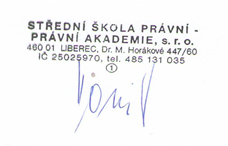 STŘEDNÍ ŠKOLA PRÁVNÍ -
PRÁVNÍ AKADEMIE, s.r.o.
460 01 LIBEREC, Dr. M. Horákové 447/60
IČ 25025970, tel. 485 131 035
1